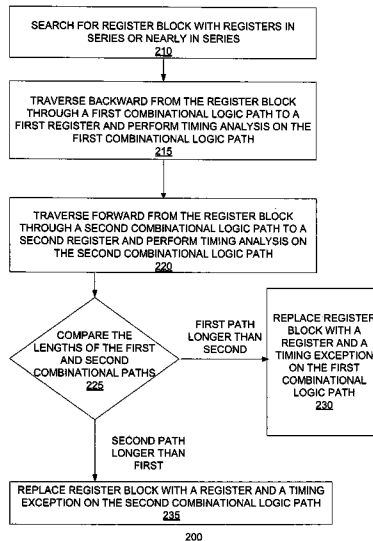 SEARCH FOR REGISTER BLOCK WITH REGISTERS IN
SERIES OR NEARLY IN SERIES
210
TRAVERSE BACKWARD FROM THE REGISTER BLOCK
THROUGH A FIRST COMBINATIONAL LOGIC PATH TO A
FIRST REGISTER AND PERFORM TIMING ANALYSIS ON THE
FIRST COMBINATIONAL LOGIC PATH
215
TRAVERSE FORWARD FROM THE REGISTER BLOCK
THROUGH A SECOND COMBINATIONAL LOGIC PATH TO A
SECOND REGISTER AND PERFORM TIMING ANALYSIS ON
THE SECOND COMBINATIONAL LOGIC PATH
220
COMPARE THE
LENGTHS OF THE FIRST
AND SECOND
COMBINATIONAL PATHS
225
FIRST PATH
LONGER THAN
SECOND
REPLACE REGISTER
BLOCK WITH A
REGISTER AND A
TIMING EXCEPTION
ON THE FIRST
COMBINATIONAL
LOGIC PATH
230
SECOND PATH
LONGER THAN
FIRST
REPLACE REGISTER BLOCK WITH A REGISTER AND A TIMING
EXCEPTION ON THE SECOND COMBINATIONAL LOGIC PATH
235
200